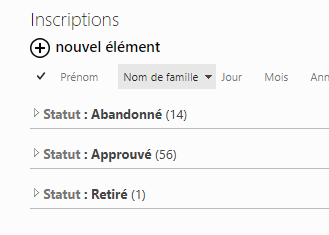 Inscriptions
nouvel élément
Prénom Nom de famille Jour Mois Ann
Statut : Abandonné (14)
Statut : Approuvé (56)
Statut : Retiré (1)